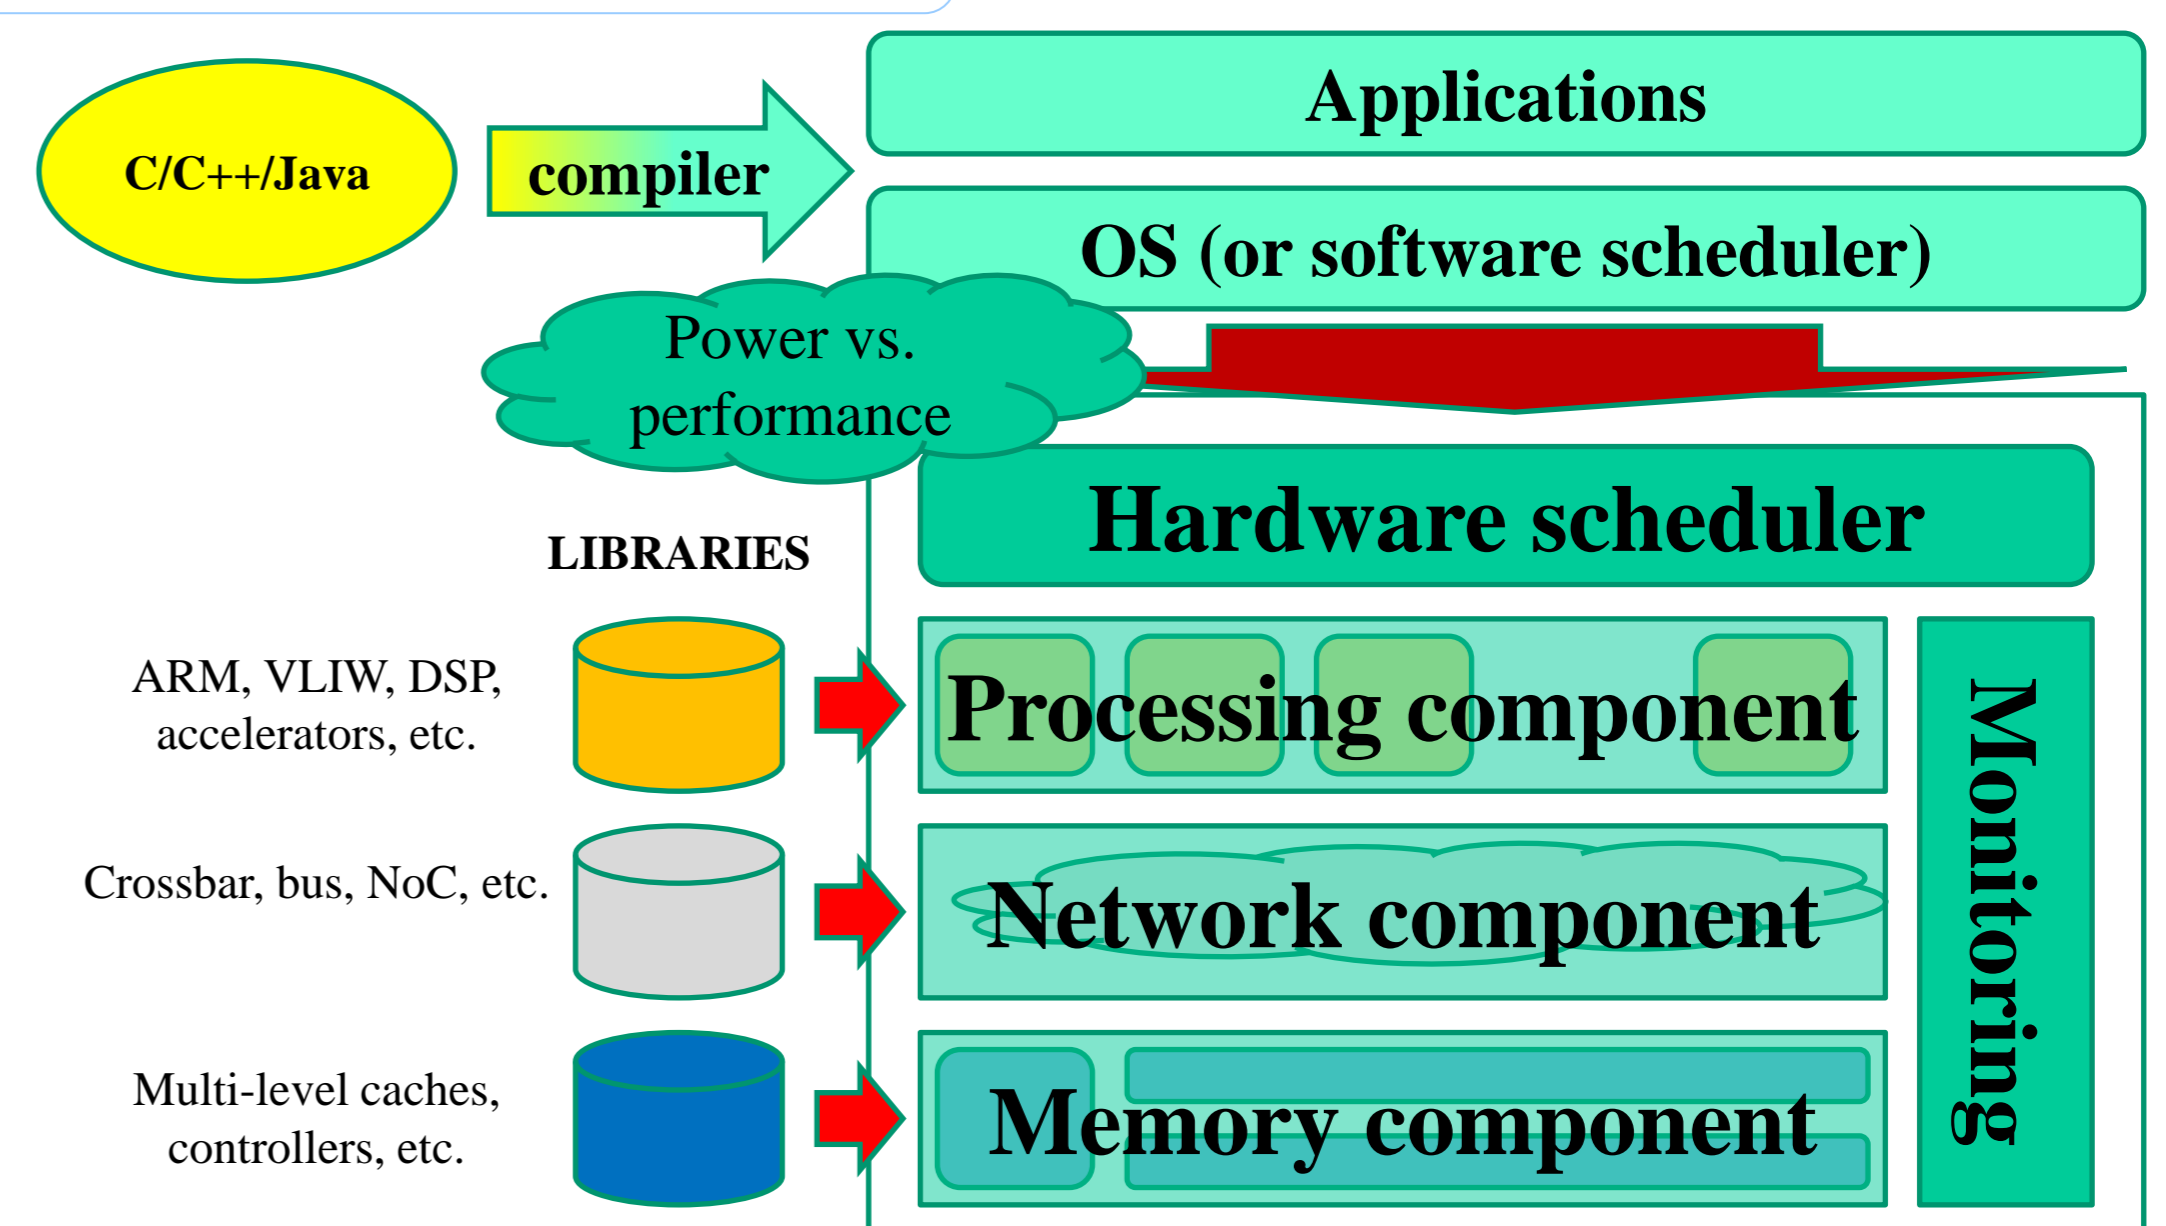 Applications
C/C++/Java
compiler
OS (or software scheduler)
Power vs.
performance
Hardware scheduler
LIBRARIES
ARM, VLIW, DSP,
accelerators, etc.
Processing component
Monitoring
Crossbar, bus, NoC, etc.
Network component
Multi-level caches,
controllers, etc.
Memory component